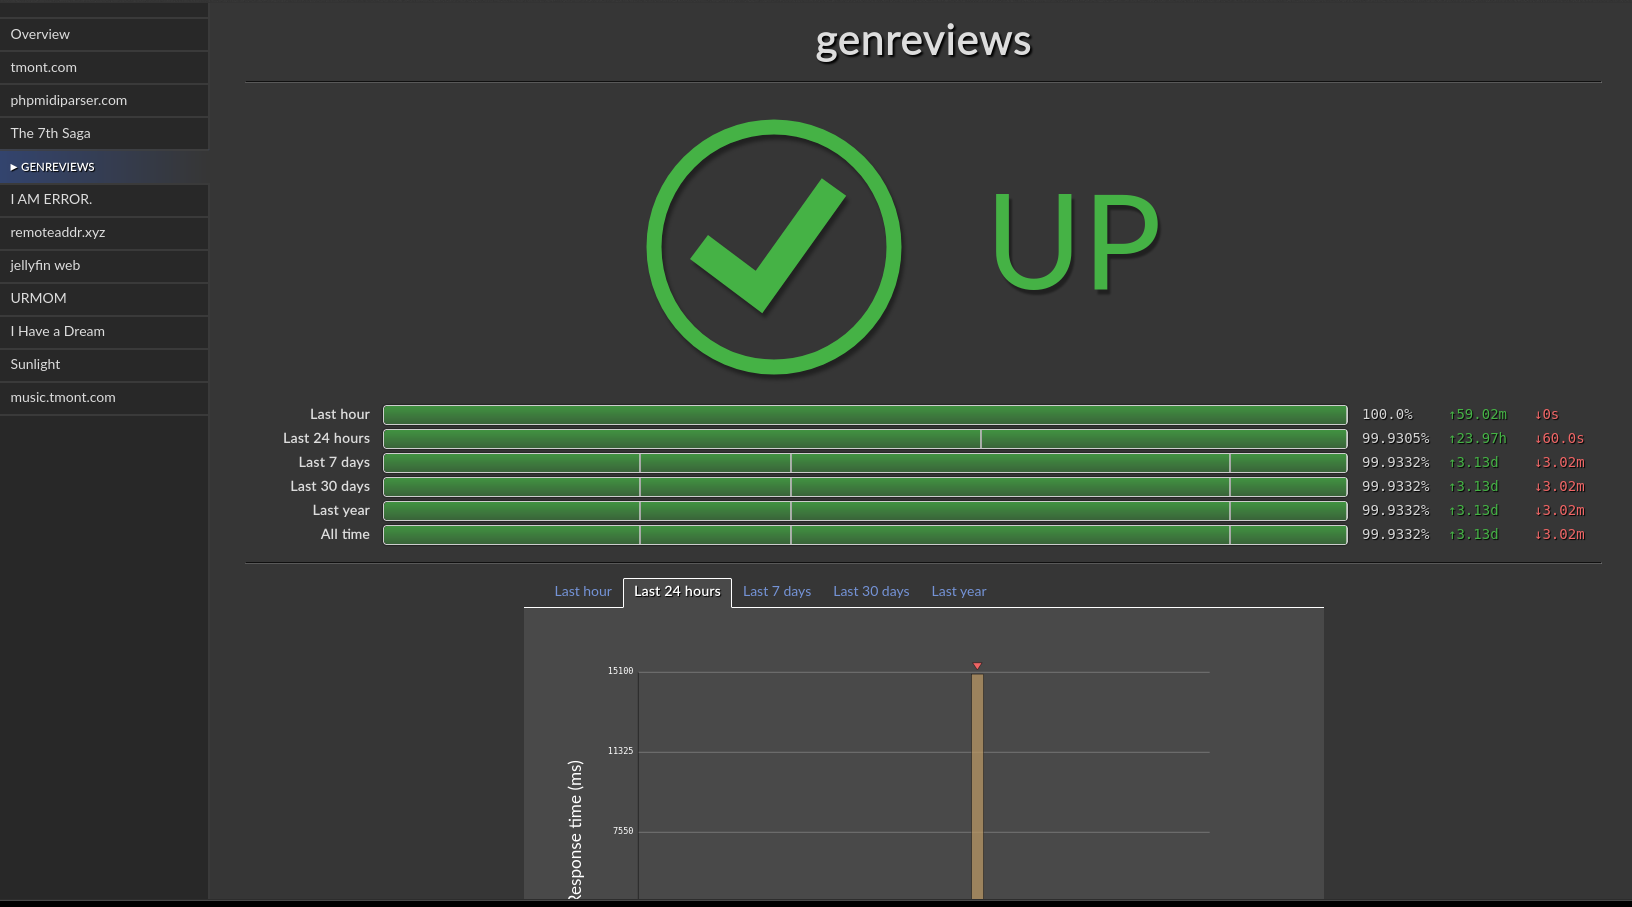 genreviews
Overview
tmont.com
phpmidiparser.com
The 7th Saga
▸ GENREVIEWS
I AM ERROR.
remoteaddr.xyz
jellyfin web
URMOM
I Have a Dream
Sunlight
music.tmont.com
UP
Last hour 100.0% ↑59.02m ↓0s
Last 24 hours 99.9305% ↑23.97h ↓60.0s
Last 7 days 99.9332% ↑3.13d ↓3.02m
Last 30 days 99.9332% ↑3.13d ↓3.02m
Last year 99.9332% ↑3.13d ↓3.02m
All time 99.9332% ↑3.13d ↓3.02m
Last hour Last 24 hours Last 7 days Last 30 days Last year
15100
11325
7550
Response time (ms)